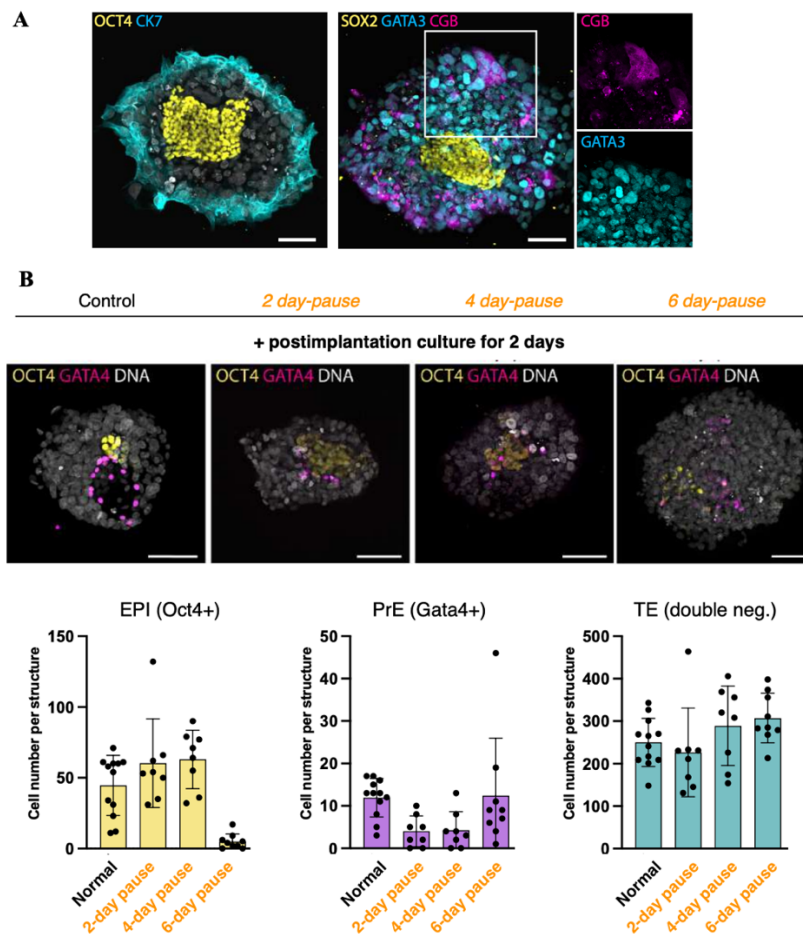 A
OCT4 CK7
SOX2 GATA3 CGB
CGB
GATA3
B
Control 2 day-pause 4 day-pause 6 day-pause
+ postimplantation culture for 2 days
OCT4 GATA4 DNA OCT4 GATA4 DNA OCT4 GATA4 DNA OCT4 GATA4 DNA
EPI (Oct4+)
Cell number per structure
150
100
50
0
Normal
2-day pause
4-day pause
6-day pause
PrE (Gata4+)
Cell number per structure
50
40
30
20
10
0
Normal
2-day pause
4-day pause
6-day pause
TE (double neg.)
Cell number per structure
500
400
300
200
100
0
Normal
2-day pause
4-day pause
6-day pause